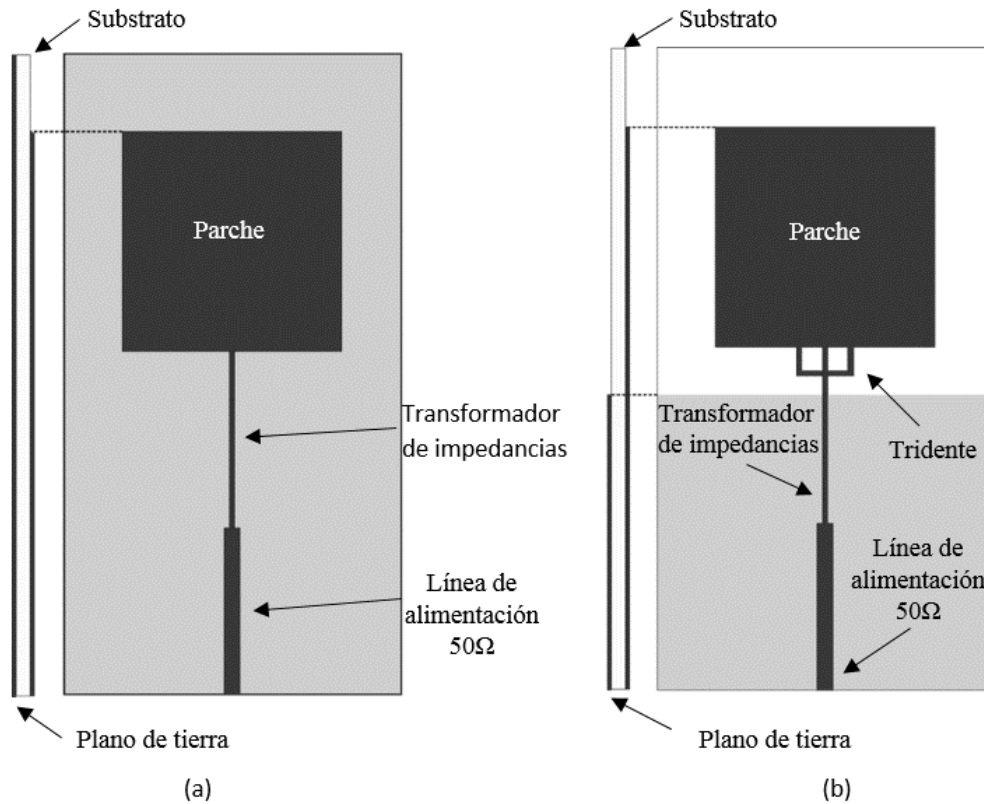 Substrato
Parche
Transformador
de impedancias
Línea de
alimentación
50Ω
Plano de tierra
(a)
Substrato
Parche
Transformador
de impedancias
Tridente
Línea de
alimentación
50Ω
Plano de tierra
(b)